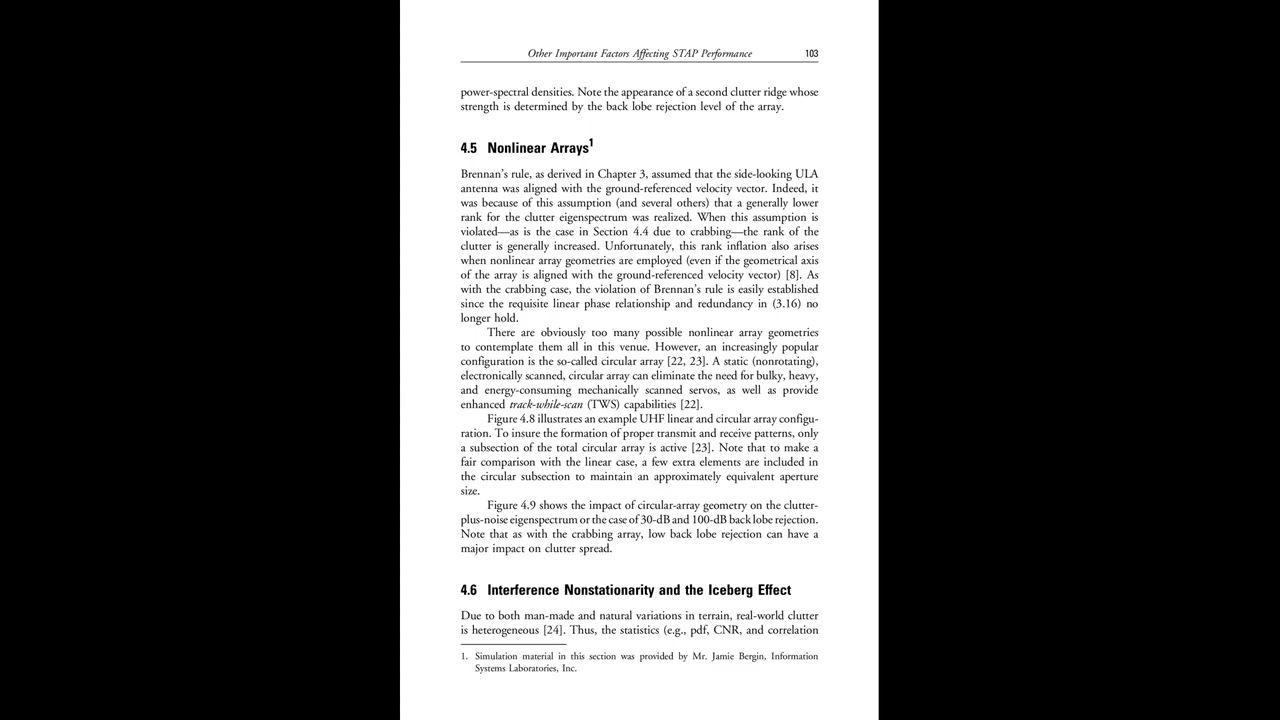 Other Important Factors Affecting STAP Performance 103
power-spectral densities. Note the appearance of a second clutter ridge whose
strength is determined by the back lobe rejection level of the array.
4.5 Nonlinear Arrays1
Brennan's rule, as derived in Chapter 3, assumed that the side-looking ULA
antenna was aligned with the ground-referenced velocity vector. Indeed, it
was because of this assumption (and several others) that a generally lower
rank for the clutter eigenspectrum was realized. When this assumption is
violated—as is the case in Section 4.4 due to crabbing—the rank of the
clutter is generally increased. Unfortunately, this rank inflation also arises
when nonlinear array geometries are employed (even if the geometrical axis
of the array is aligned with the ground-referenced velocity vector) [8]. As
with the crabbing case, the violation of Brennan's rule is easily established
since the requisite linear phase relationship and redundancy in (3.16) no
longer hold.
There are obviously too many possible nonlinear array geometries
to contemplate them all in this venue. However, an increasingly popular
configuration is the so-called circular array [22, 23]. A static (nonrotating),
electronically scanned, circular array can eliminate the need for bulky, heavy,
and energy-consuming mechanically scanned servos, as well as provide
enhanced track-while-scan (TWS) capabilities [22].
Figure 4.8 illustrates an example UHF linear and circular array configu-
ration. To insure the formation of proper transmit and receive patterns, only
a subsection of the total circular array is active [23]. Note that to make a
fair comparison with the linear case, a few extra elements are included in
the circular subsection to maintain an approximately equivalent aperture
size.
Figure 4.9 shows the impact of circular-array geometry on the clutter-
plus-noise eigenspectrum or the case of 30-dB and 100-dB back lobe rejection.
Note that as with the crabbing array, low back lobe rejection can have a
major impact on clutter spread.
4.6 Interference Nonstationarity and the Iceberg Effect
Due to both man-made and natural variations in terrain, real-world clutter
is heterogeneous [24]. Thus, the statistics (e.g., pdf, CNR, and correlation
1. Simulation material in this section was provided by Mr. Jamie Bergin, Information
Systems Laboratories, Inc.